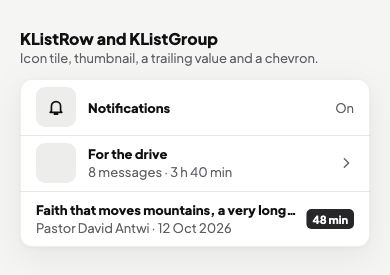 KListRow and KListGroup
Icon tile, thumbnail, a trailing value and a chevron.
Notifications On
For the drive
8 messages · 3 h 40 min
Faith that moves mountains, a very long… 48 min
Pastor David Antwi · 12 Oct 2026